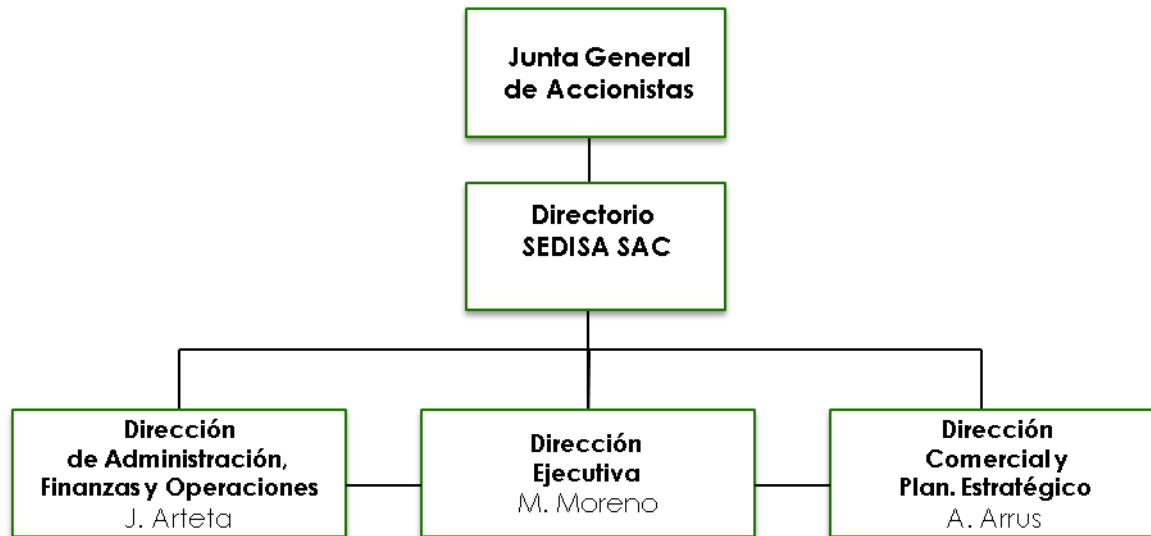 Junta General
de Accionistas
Directorio
SEDISA SAC
Dirección
de Administración,
Finanzas y Operaciones
J. Arteta
Dirección
Ejecutiva
M. Moreno
Dirección
Comercial y
Plan. Estratégico
A. Arrus